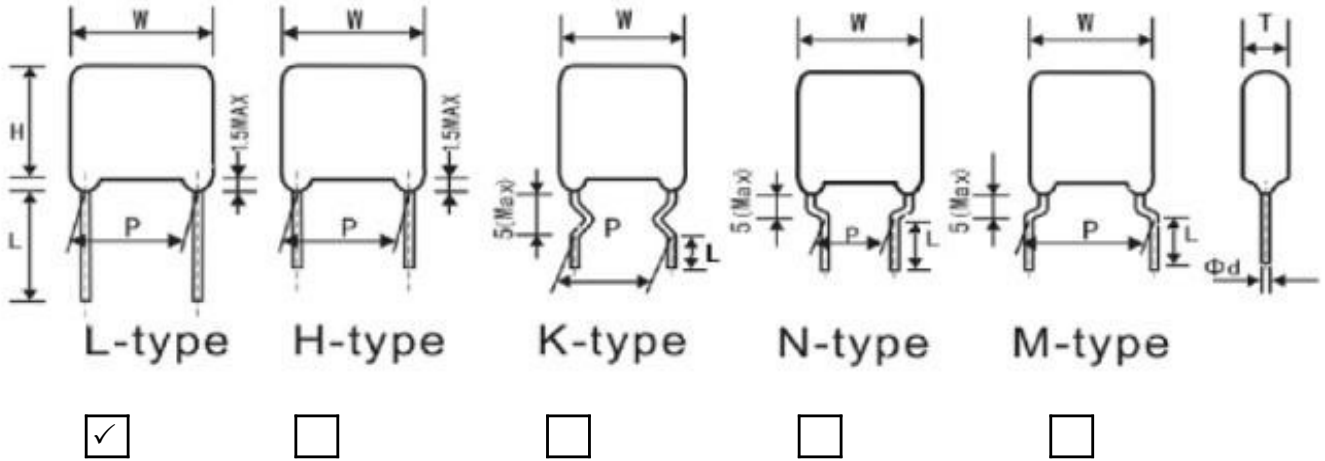 W W W W W T
H 1.5MAX 1.5MAX 5(Max) 5(Max) 5(Max)
L P P P L P L P L Φd
L-type H-type K-type N-type M-type
✓